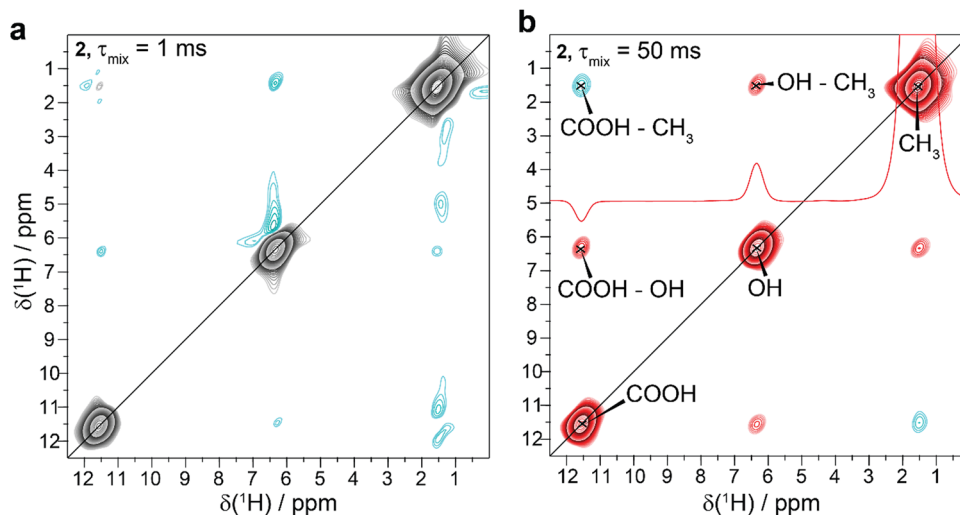 a
2, τmix = 1 ms
1
2
3
4
5
6
7
8
9
10
11
12
δ(¹H) / ppm
12 11 10 9 8 7 6 5 4 3 2 1
δ(¹H) / ppm
b
2, τmix = 50 ms
OH - CH₃
COOH - CH₃
CH₃
COOH - OH
OH
COOH
1
2
3
4
5
6
7
8
9
10
11
12
δ(¹H) / ppm
12 11 10 9 8 7 6 5 4 3 2 1
δ(¹H) / ppm